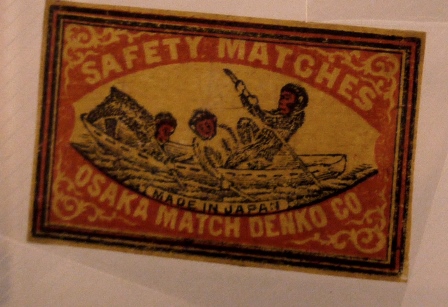 SAFETY MATCHES
MADE IN JAPAN
OSAKA MATCH DENKO CO